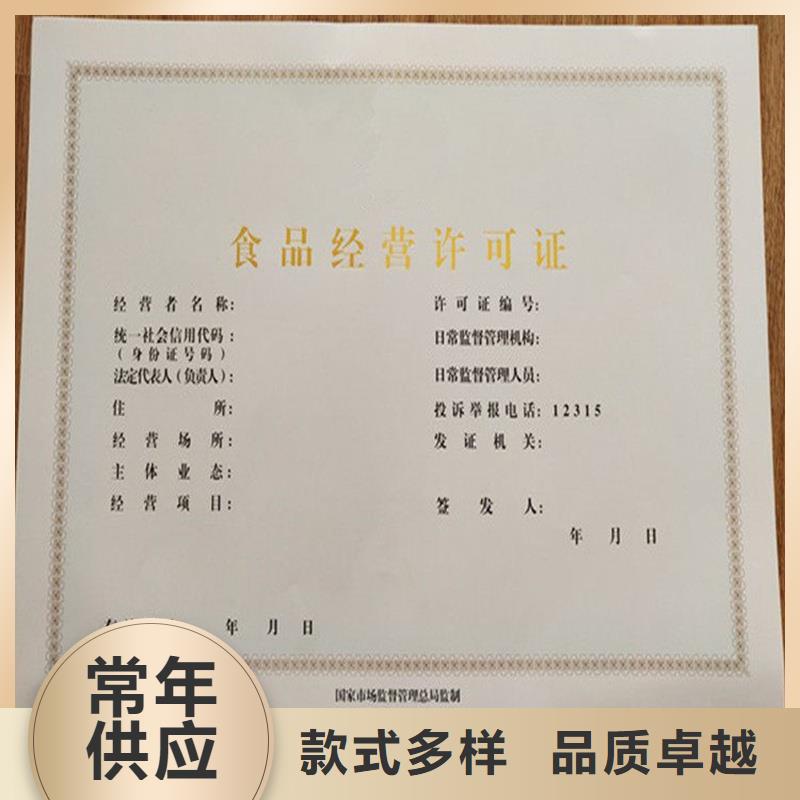 食品经营许可证
经营者名称:
许可证编号:
统一社会信用代码:
(身份证号码)
日常监督管理机构:
法定代表人(负责人):
日常监督管理人员:
住所:
投诉举报电话: 12315
经营场所:
发证机关:
主体业态:
经营项目:
签发人:
年 月 日
年 月 日
国家市场监督管理总局监制
常年
供应
款式多样 品质卓越